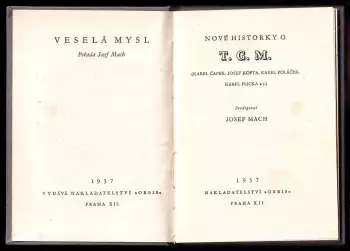 VESELÁ MYSL
Pořádá Josef Mach
1937
VYDÁVÁ NAKLADATELSTVÍ »ORBIS«
PRAHA XII.
NOVÉ HISTORKY O
T. G. M.
(KAREL ČAPEK, JOSEF KOPTA, KAREL POLÁČEK,
KAREL PLICKA a j.)
Zredigoval
JOSEF MACH
1937
NAKLADATELSTVÍ »ORBIS«
PRAHA XII